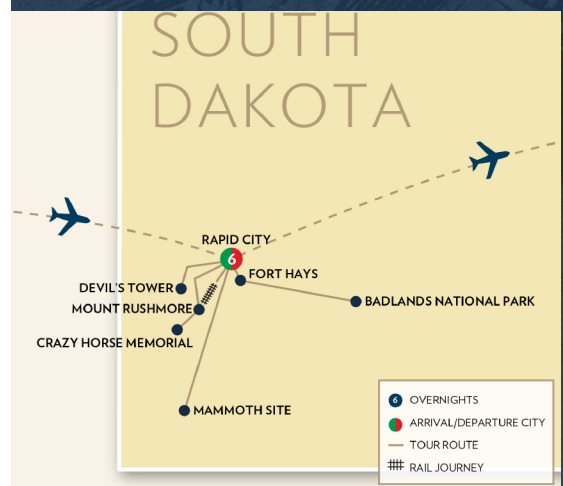 SOUTH
DAKOTA
RAPID CITY
6
FORT HAYS
DEVIL'S TOWER
BADLANDS NATIONAL PARK
MOUNT RUSHMORE
CRAZY HORSE MEMORIAL
MAMMOTH SITE
6 OVERNIGHTS
ARRIVAL/DEPARTURE CITY
TOUR ROUTE
RAIL JOURNEY